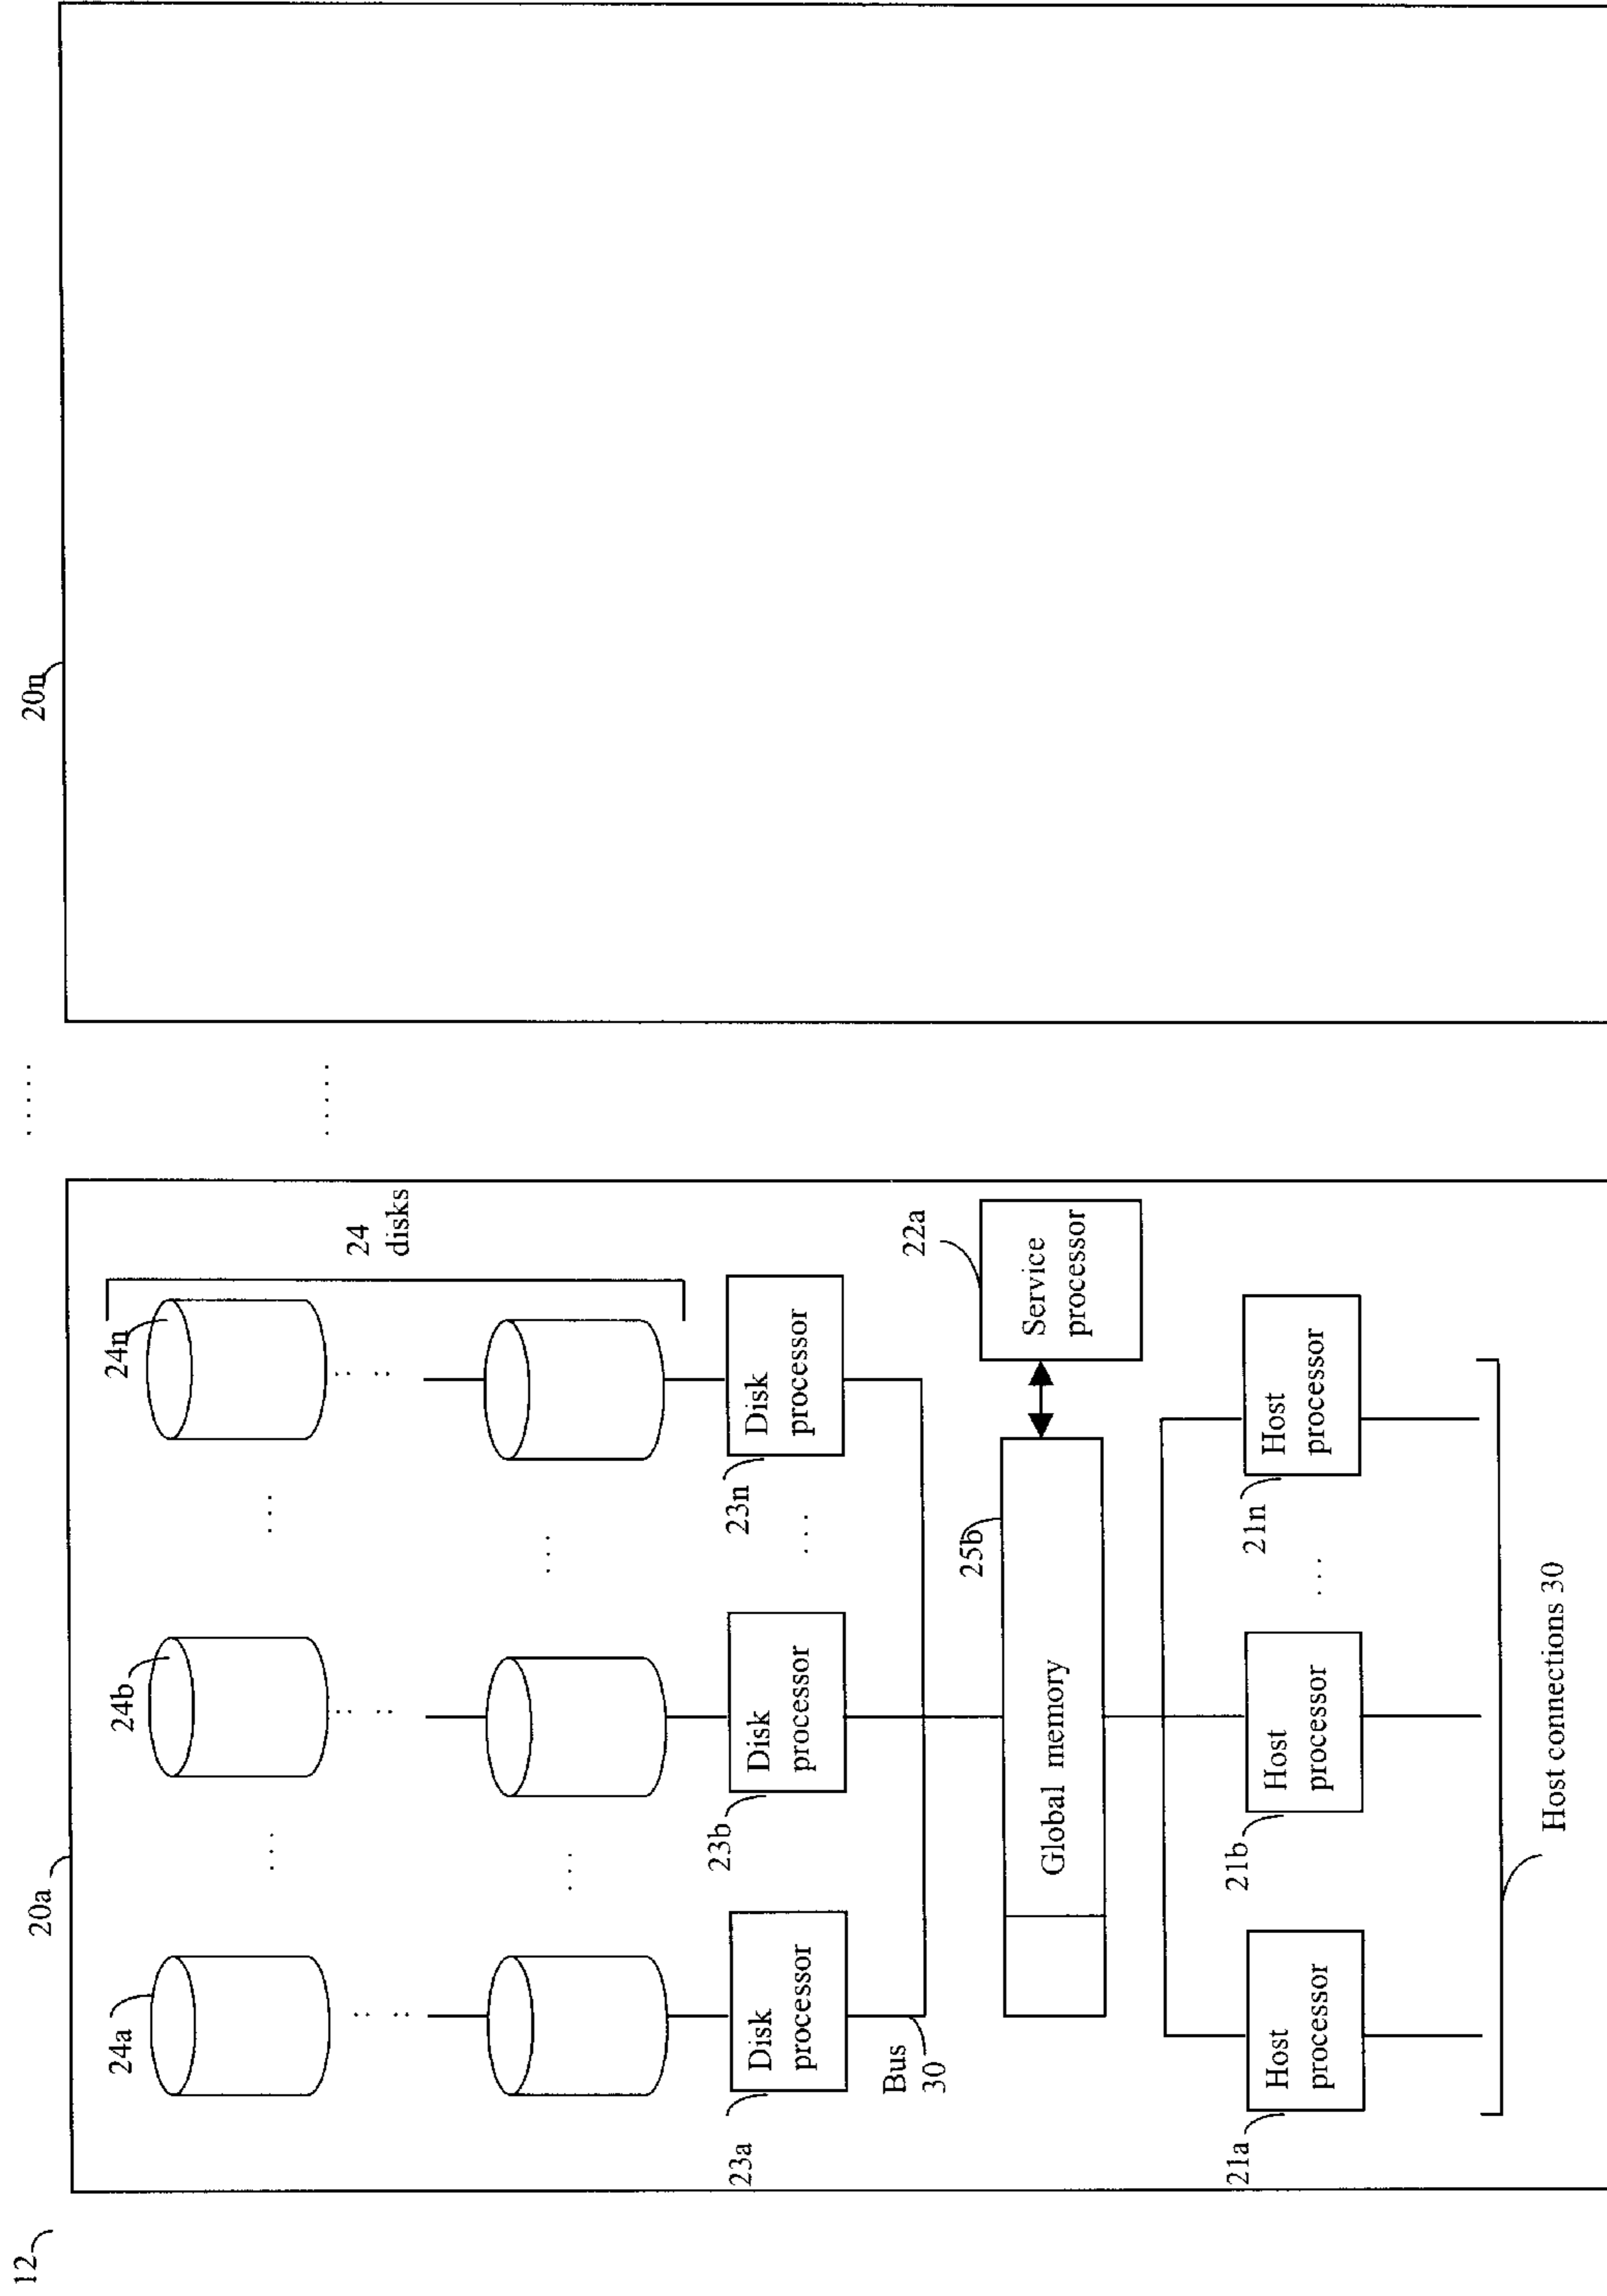 12
20a
20n
.....
.....
24a
24b
24n
24
disks
...
...
...
...
23a
Disk
processor
23b
Disk
processor
...
23n
Disk
processor
Bus
30
25b
Global memory
22a
Service
processor
21a
Host
processor
21b
Host
processor
...
21n
Host
processor
Host connections 30